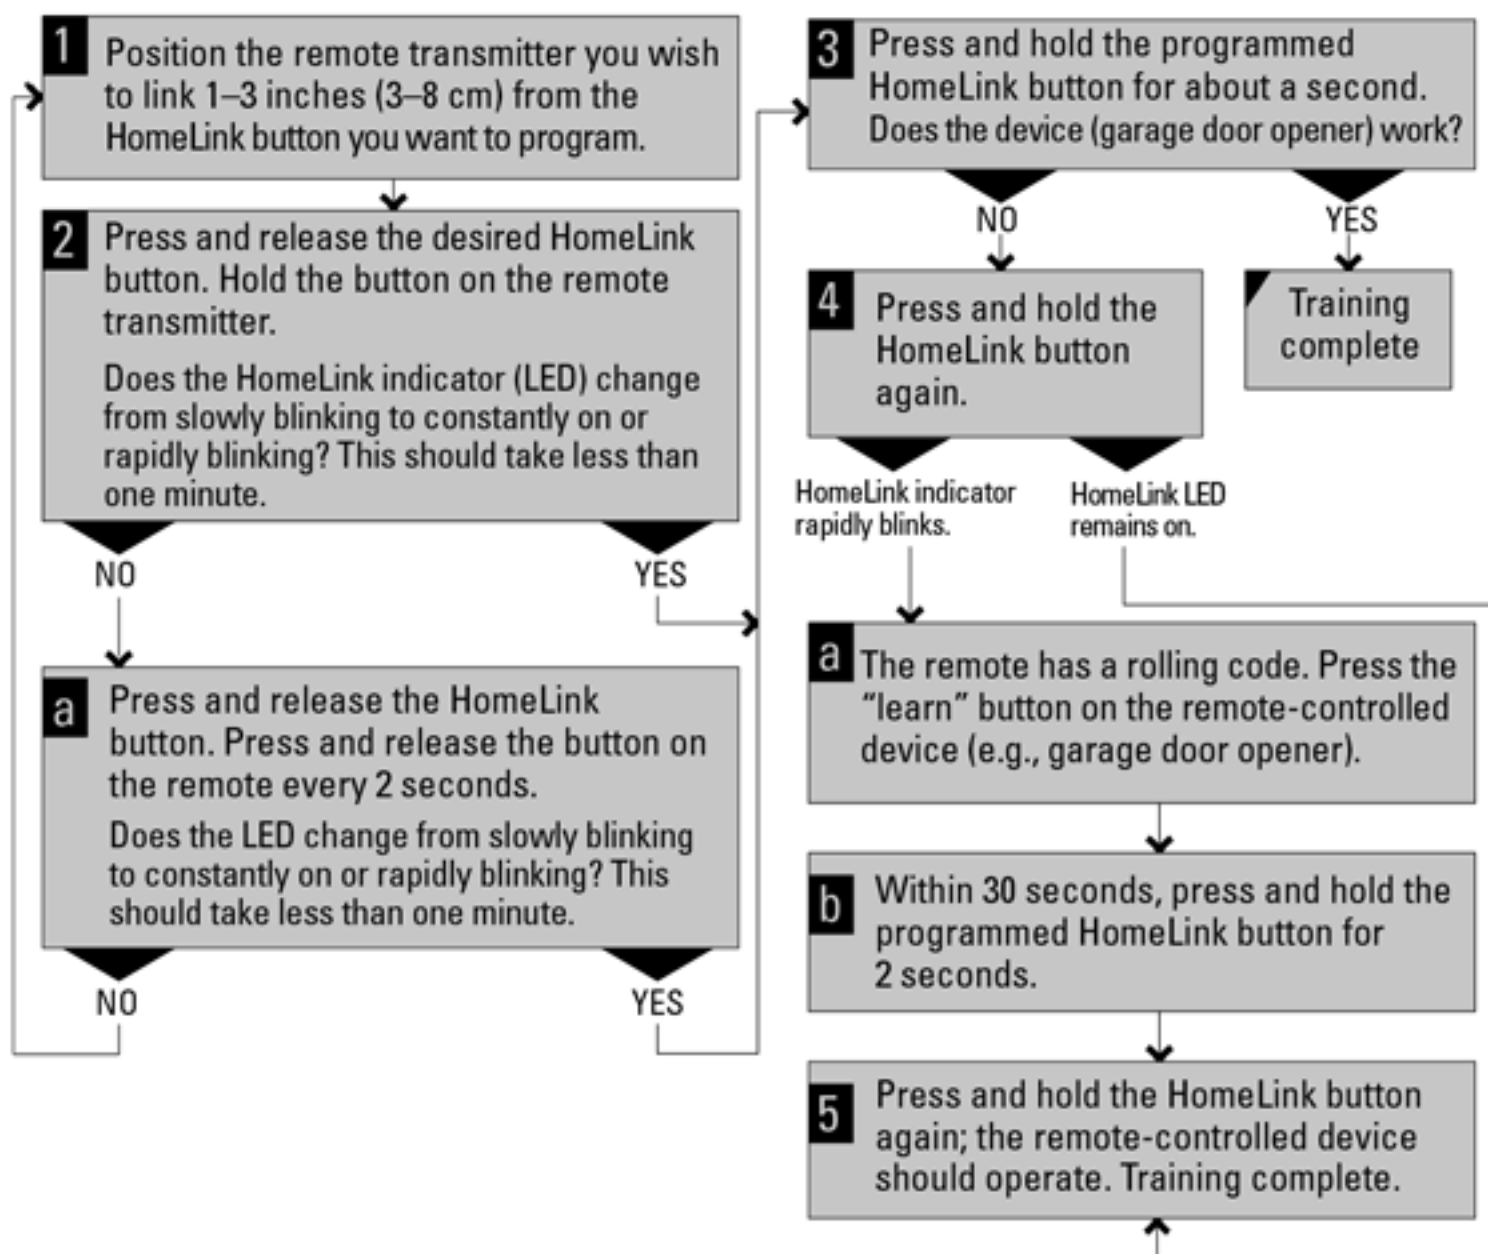 1
Position the remote transmitter you wish
to link 1–3 inches (3–8 cm) from the
HomeLink button you want to program.
2
Press and release the desired HomeLink
button. Hold the button on the remote
transmitter.
Does the HomeLink indicator (LED) change
from slowly blinking to constantly on or
rapidly blinking? This should take less than
one minute.
NO
YES
a
Press and release the HomeLink
button. Press and release the button on
the remote every 2 seconds.
Does the LED change from slowly blinking
to constantly on or rapidly blinking? This
should take less than one minute.
NO
YES
3
Press and hold the programmed
HomeLink button for about a second.
Does the device (garage door opener) work?
NO
YES
4
Press and hold the
HomeLink button
again.
Training
complete
HomeLink indicator
rapidly blinks.
HomeLink LED
remains on.
a
The remote has a rolling code. Press the
“learn” button on the remote-controlled
device (e.g., garage door opener).
b
Within 30 seconds, press and hold the
programmed HomeLink button for
2 seconds.
5
Press and hold the HomeLink button
again; the remote-controlled device
should operate. Training complete.